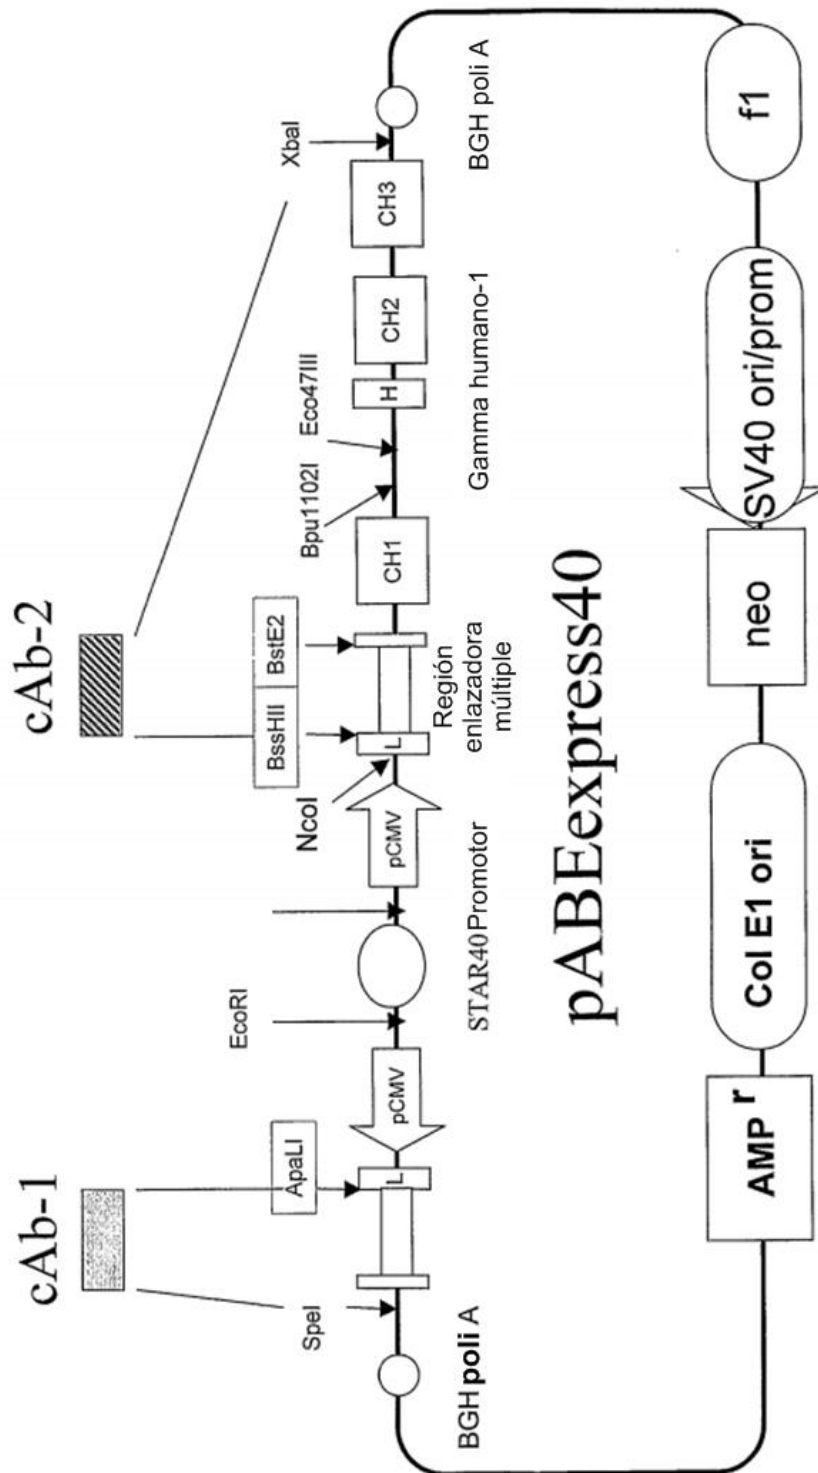 cAb-1
cAb-2
SpeI
ApaLI
EcoRI
NcoI
BssHII
BstE2
Bpu1102I
Eco47III
XbaI
L
pCMV
pCMV
L
CH1
H
CH2
CH3
BGH poli A
STAR40 Promotor
Región
enlazadora
múltiple
Gamma humano-1
BGH poli A
pABExpress40
AMP r
Col E1 ori
neo
SV40 ori/prom
f1